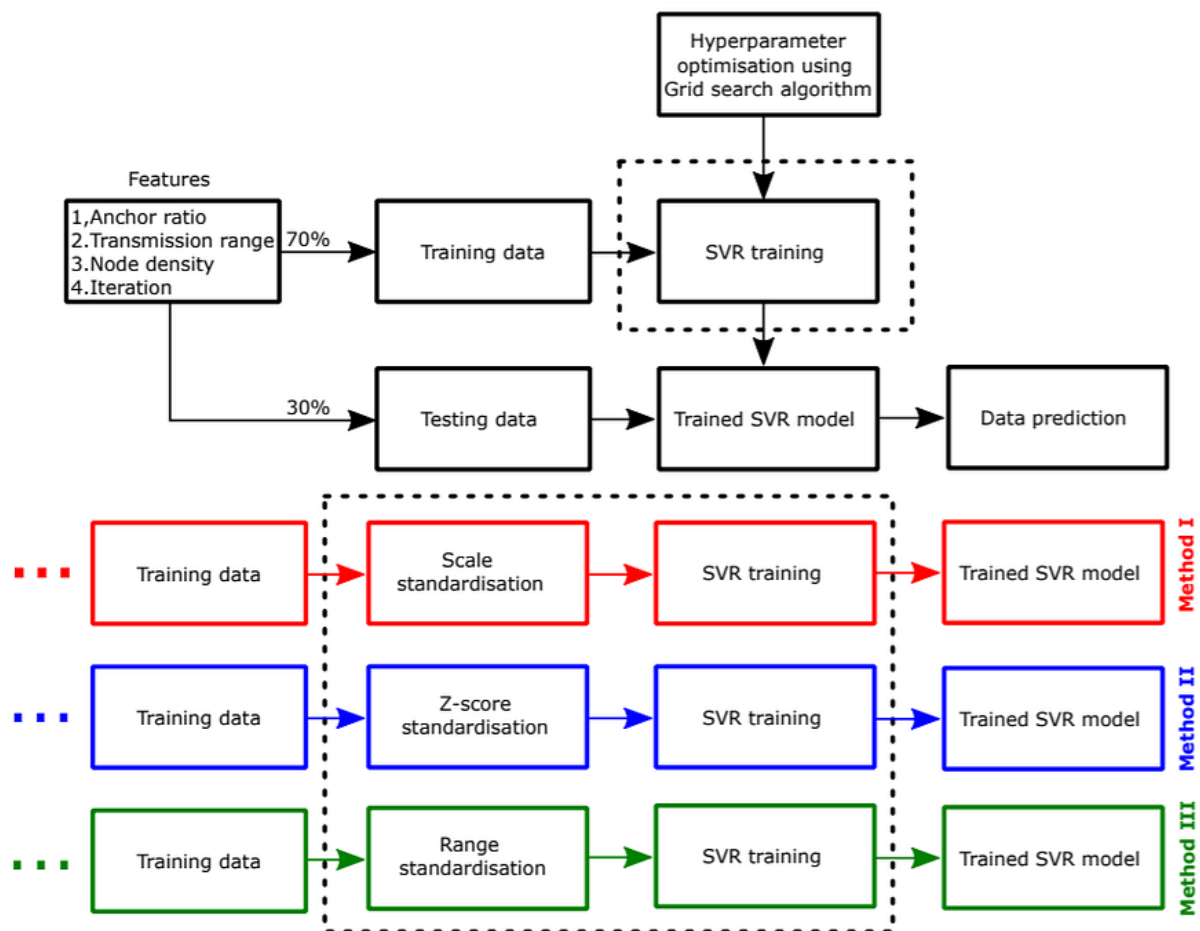 Hyperparameter
optimisation using
Grid search algorithm
Features
1,Anchor ratio
2.Transmission range
3.Node density
4.Iteration
70%
Training data
SVR training
30%
Testing data
Trained SVR model
Data prediction
Training data
Scale
standardisation
SVR training
Trained SVR model
Method I
Training data
Z-score
standardisation
SVR training
Trained SVR model
Method II
Training data
Range
standardisation
SVR training
Trained SVR model
Method III